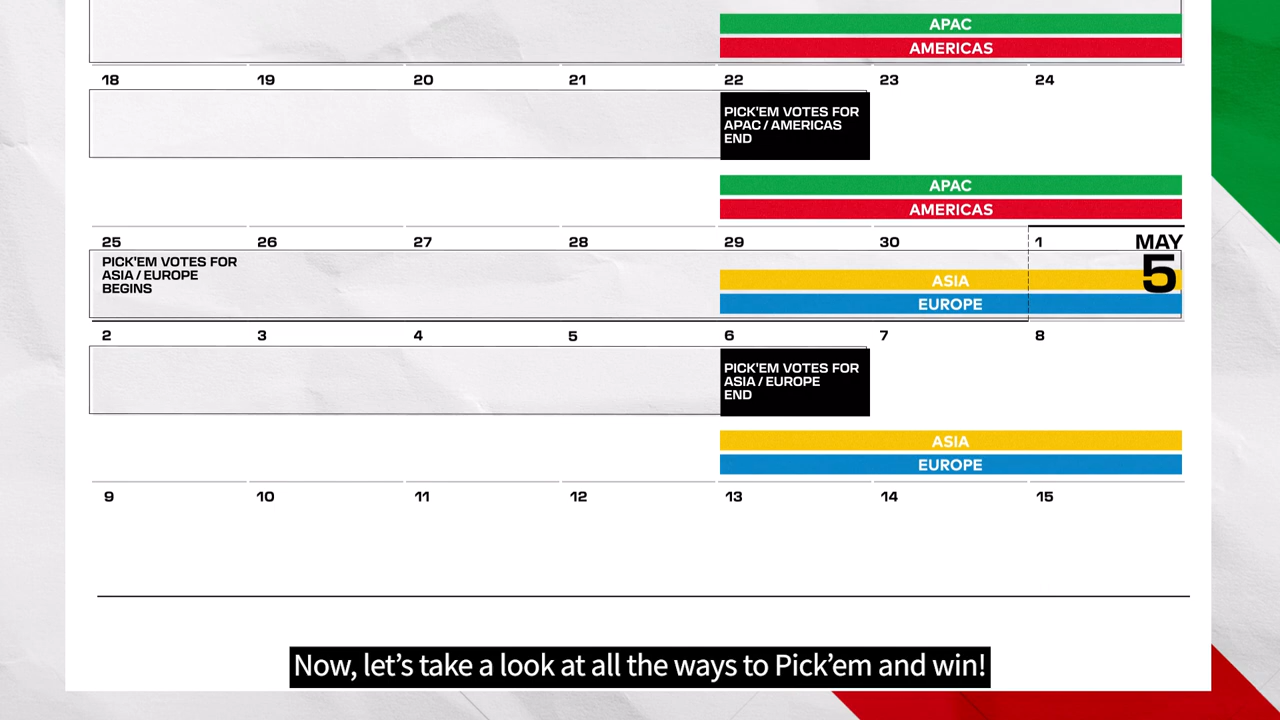 APAC
AMERICAS
18 19 20 21 22 23 24
PICK'EM VOTES FOR
APAC / AMERICAS
END
APAC
AMERICAS
25 26 27 28 29 30 1 MAY
5
PICK'EM VOTES FOR
ASIA / EUROPE
BEGINS
ASIA
EUROPE
2 3 4 5 6 7 8
PICK'EM VOTES FOR
ASIA / EUROPE
END
ASIA
EUROPE
9 10 11 12 13 14 15
Now, let's take a look at all the ways to Pick'em and win!